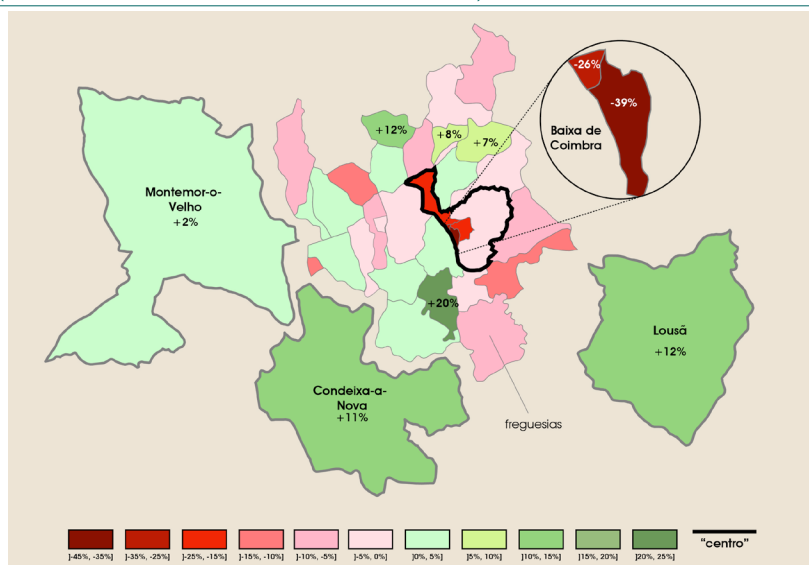 -26%
-39%
Baixa de
Coimbra
+12%
+8%
+7%
Montemor-o-
Velho
+2%
+20%
Lousã
+12%
Condeixa-a-
Nova
+11%
freguesias
]-45%, -35%]
]-35%, -25%]
]-25%, -15%]
]-15%, -10%]
]-10%, -5%]
]-5%, 0%]
]0%, 5%]
]5%, 10%]
]10%, 15%]
]15%, 20%]
]20%, 25%]
"centro"